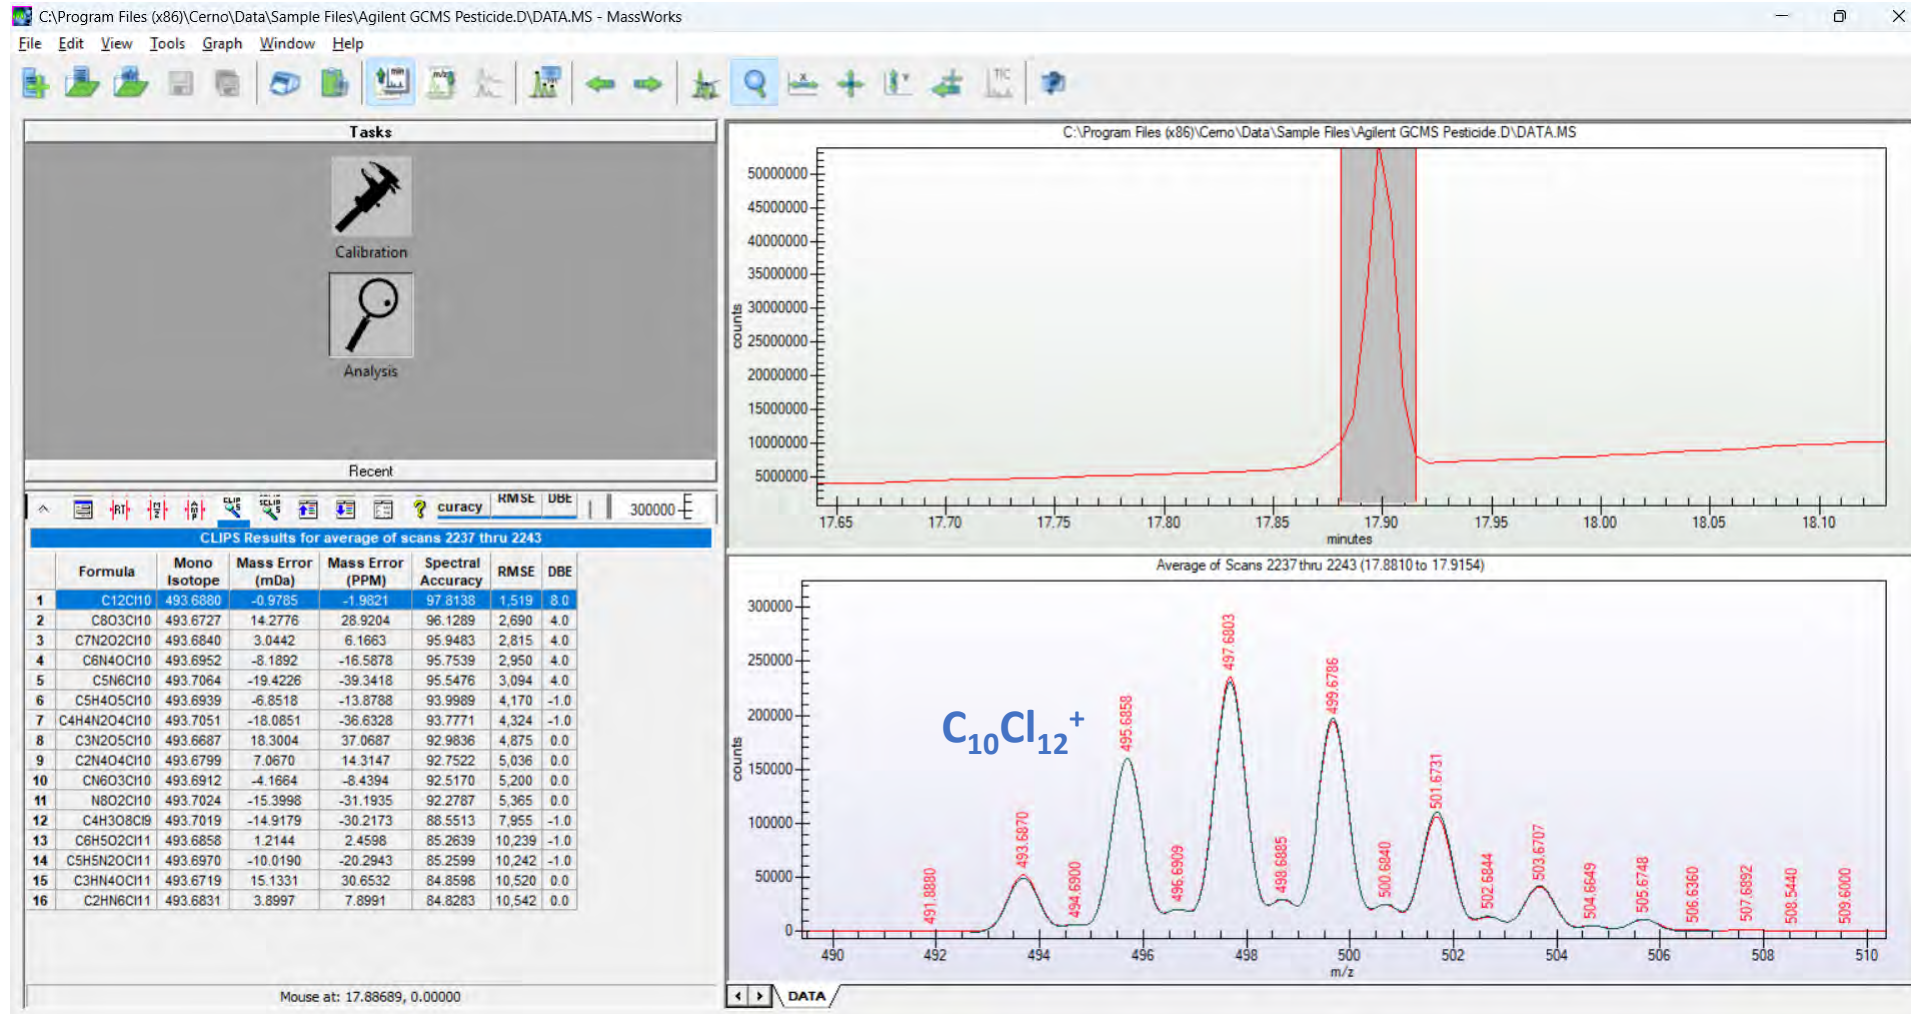 C:\Program Files (x86)\Cerno\Data\Sample Files\Agilent GCMS Pesticide.D\DATA.MS - MassWorks
File Edit View Tools Graph Window Help
Tasks
Calibration
Analysis
Recent
curacy RMSE DBE 300000
CLIPS Results for average of scans 2237 thru 2243
Formula Mono Isotope Mass Error (mDa) Mass Error (PPM) Spectral Accuracy RMSE DBE
1 C12Cl10 493.6880 -0.9785 -1.9821 97.8138 1,519 8.0
2 C8O3Cl10 493.6727 14.2776 28.9204 96.1289 2,690 4.0
3 C7N2O2Cl10 493.6840 3.0442 6.1663 95.9483 2,815 4.0
4 C6N4OCl10 493.6952 -8.1892 -16.5878 95.7539 2,950 4.0
5 C5N6Cl10 493.7064 -19.4226 -39.3418 95.5476 3,094 4.0
6 C5H4O5Cl10 493.6939 -6.8518 -13.8788 93.9989 4,170 -1.0
7 C4H4N2O4Cl10 493.7051 -18.0851 -36.6328 93.7771 4,324 -1.0
8 C3N2O5Cl10 493.6687 18.3004 37.0687 92.9836 4,875 0.0
9 C2N4O4Cl10 493.6799 7.0670 14.3147 92.7522 5,036 0.0
10 CN6O3Cl10 493.6912 -4.1664 -8.4394 92.5170 5,200 0.0
11 N8O2Cl10 493.7024 -15.3998 -31.1935 92.2787 5,365 0.0
12 C4H3O8Cl9 493.7019 -14.9179 -30.2173 88.5513 7,955 -1.0
13 C6H5O2Cl11 493.6858 1.2144 2.4598 85.2639 10,239 -1.0
14 C5H5N2OCl11 493.6970 -10.0190 -20.2943 85.2599 10,242 -1.0
15 C3HN4OCl11 493.6719 15.1331 30.6532 84.8598 10,520 0.0
16 C2HN6Cl11 493.6831 3.8997 7.8991 84.8283 10,542 0.0
Mouse at: 17.88689, 0.00000
C:\Program Files (x86)\Cerno\Data\Sample Files\Agilent GCMS Pesticide.D\DATA.MS
50000000
45000000
40000000
35000000
30000000
25000000
20000000
15000000
10000000
5000000
counts
17.65 17.70 17.75 17.80 17.85 17.90 17.95 18.00 18.05 18.10
minutes
Average of Scans 2237 thru 2243 (17.8810 to 17.9154)
300000
250000
200000
150000
100000
50000
0
counts
C10Cl12+
491.8880
493.6870
494.6900
495.6858
496.6909
497.6803
498.6885
499.6786
500.6840
501.6731
502.6844
503.6707
504.6649
505.6748
506.6360
507.6892
508.5440
509.6000
490 492 494 496 498 500 502 504 506 508 510
m/z
DATA